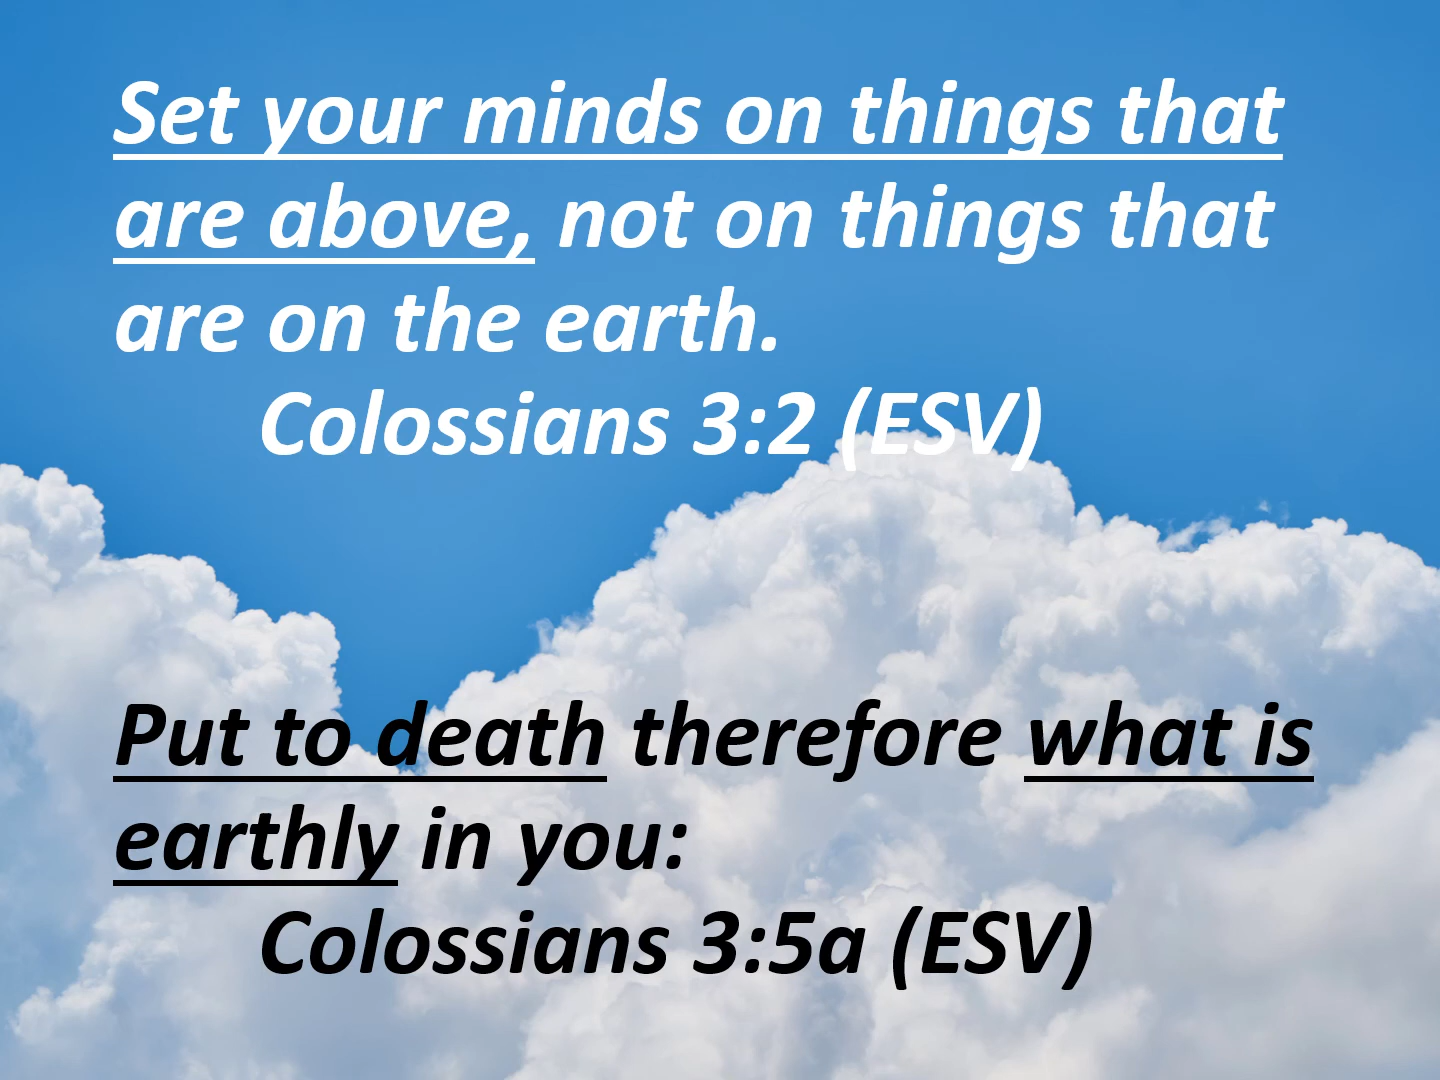 Set your minds on things that
are above, not on things that
are on the earth.
Colossians 3:2 (ESV)
Put to death therefore what is
earthly in you:
Colossians 3:5a (ESV)